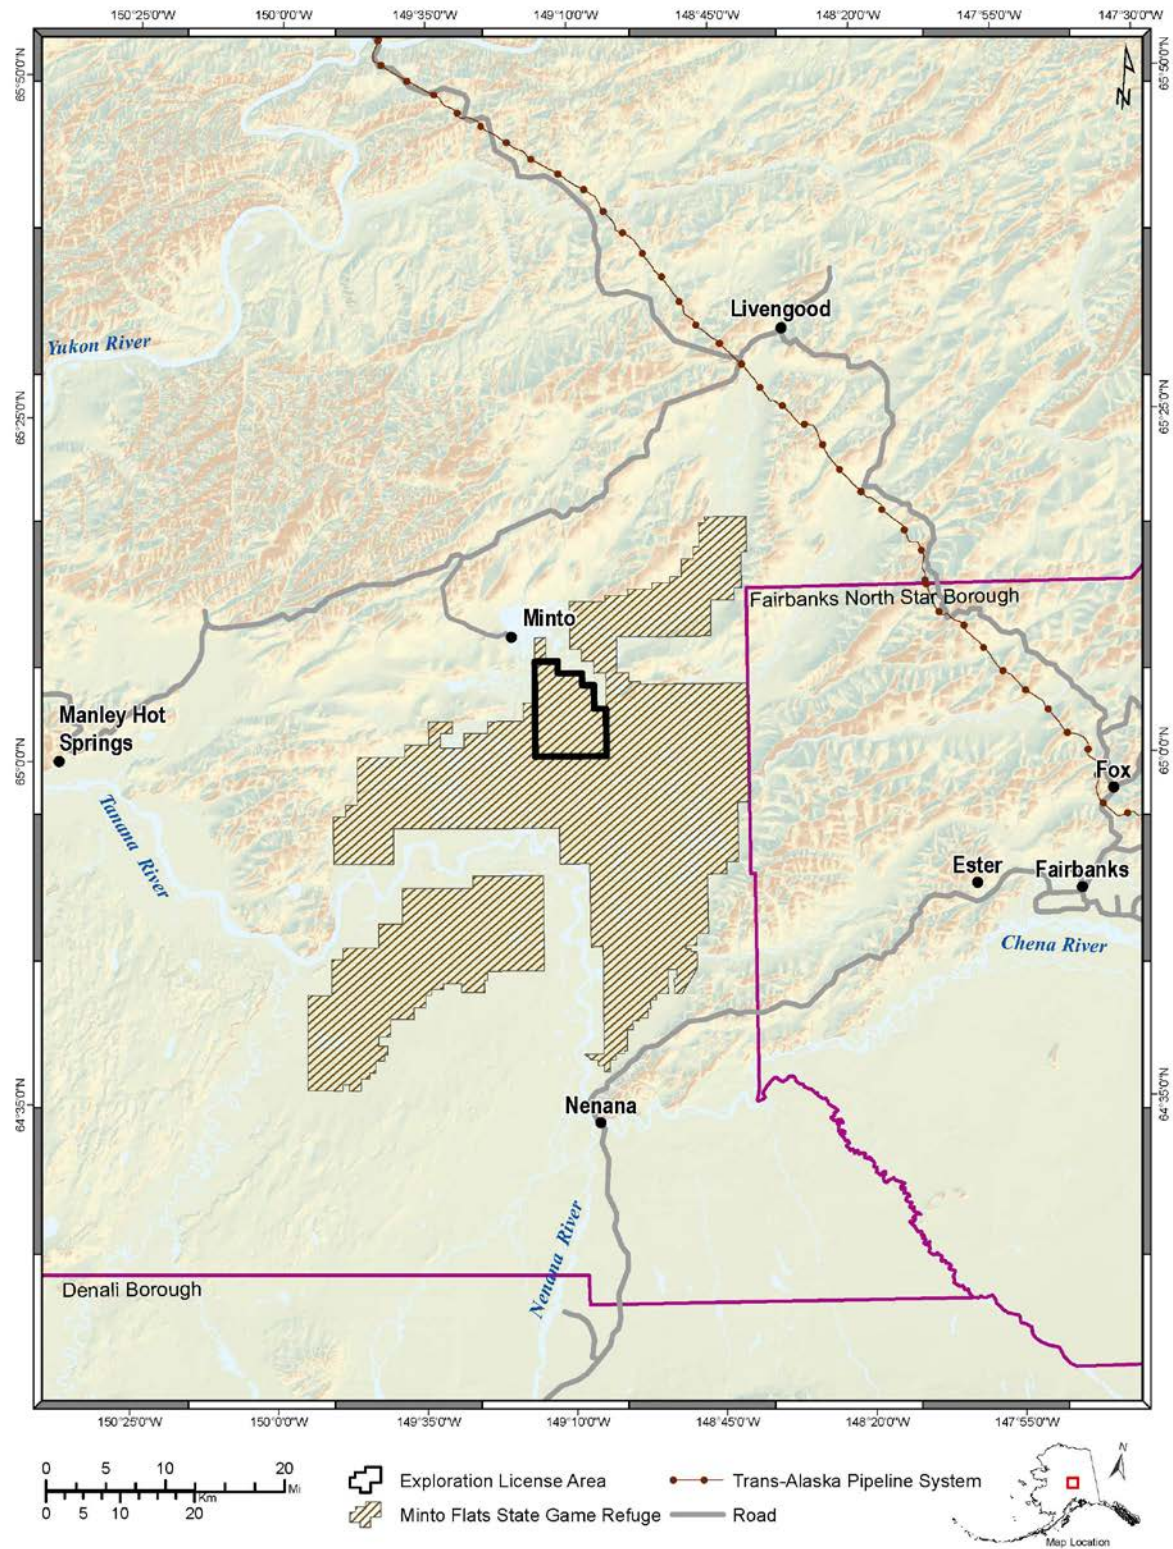 150°25'0"W 150°0'0"W 149°35'0"W 149°10'0"W 148°45'0"W 148°20'0"W 147°55'0"W 147°30'0"W
65°50'0"N
65°50'0"N
N
Livengood
Yukon River
65°25'0"N
65°25'0"N
Fairbanks North Star Borough
Minto
Manley Hot
Springs
65°0'0"N
65°0'0"N
Fox
Tanana River
Ester
Fairbanks
Chena River
64°35'0"N
64°35'0"N
Nenana
Nenana River
Denali Borough
150°25'0"W 150°0'0"W 149°35'0"W 149°10'0"W 148°45'0"W 148°20'0"W 147°55'0"W
0 5 10 20
Mi
0 5 10 20
Km
Exploration License Area
Trans-Alaska Pipeline System
Minto Flats State Game Refuge
Road
N
Map Location